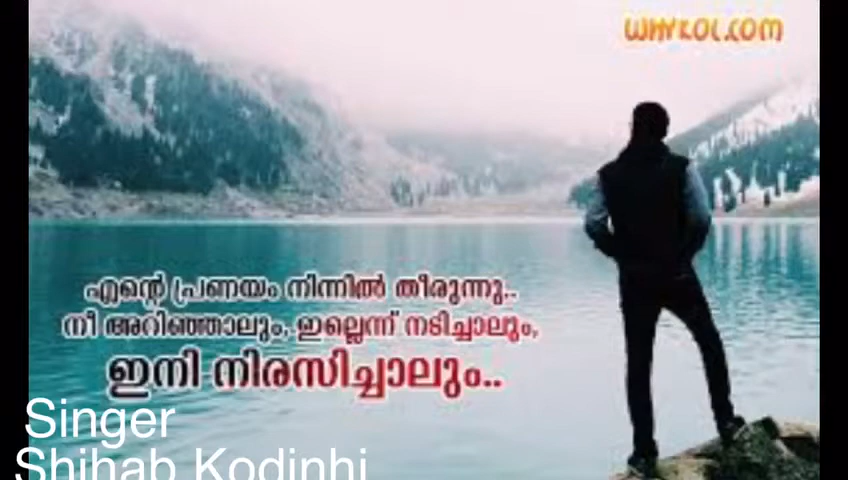 WHYKOL.COM
എന്റെ പ്രണയം നിന്നിൽ തീരുന്നു..
നീ അറിഞ്ഞാലും, ഇല്ലെന്ന് നടിച്ചാലും,
ഇനി നിരസിച്ചാലും..
Singer
Shihab Kodinhi